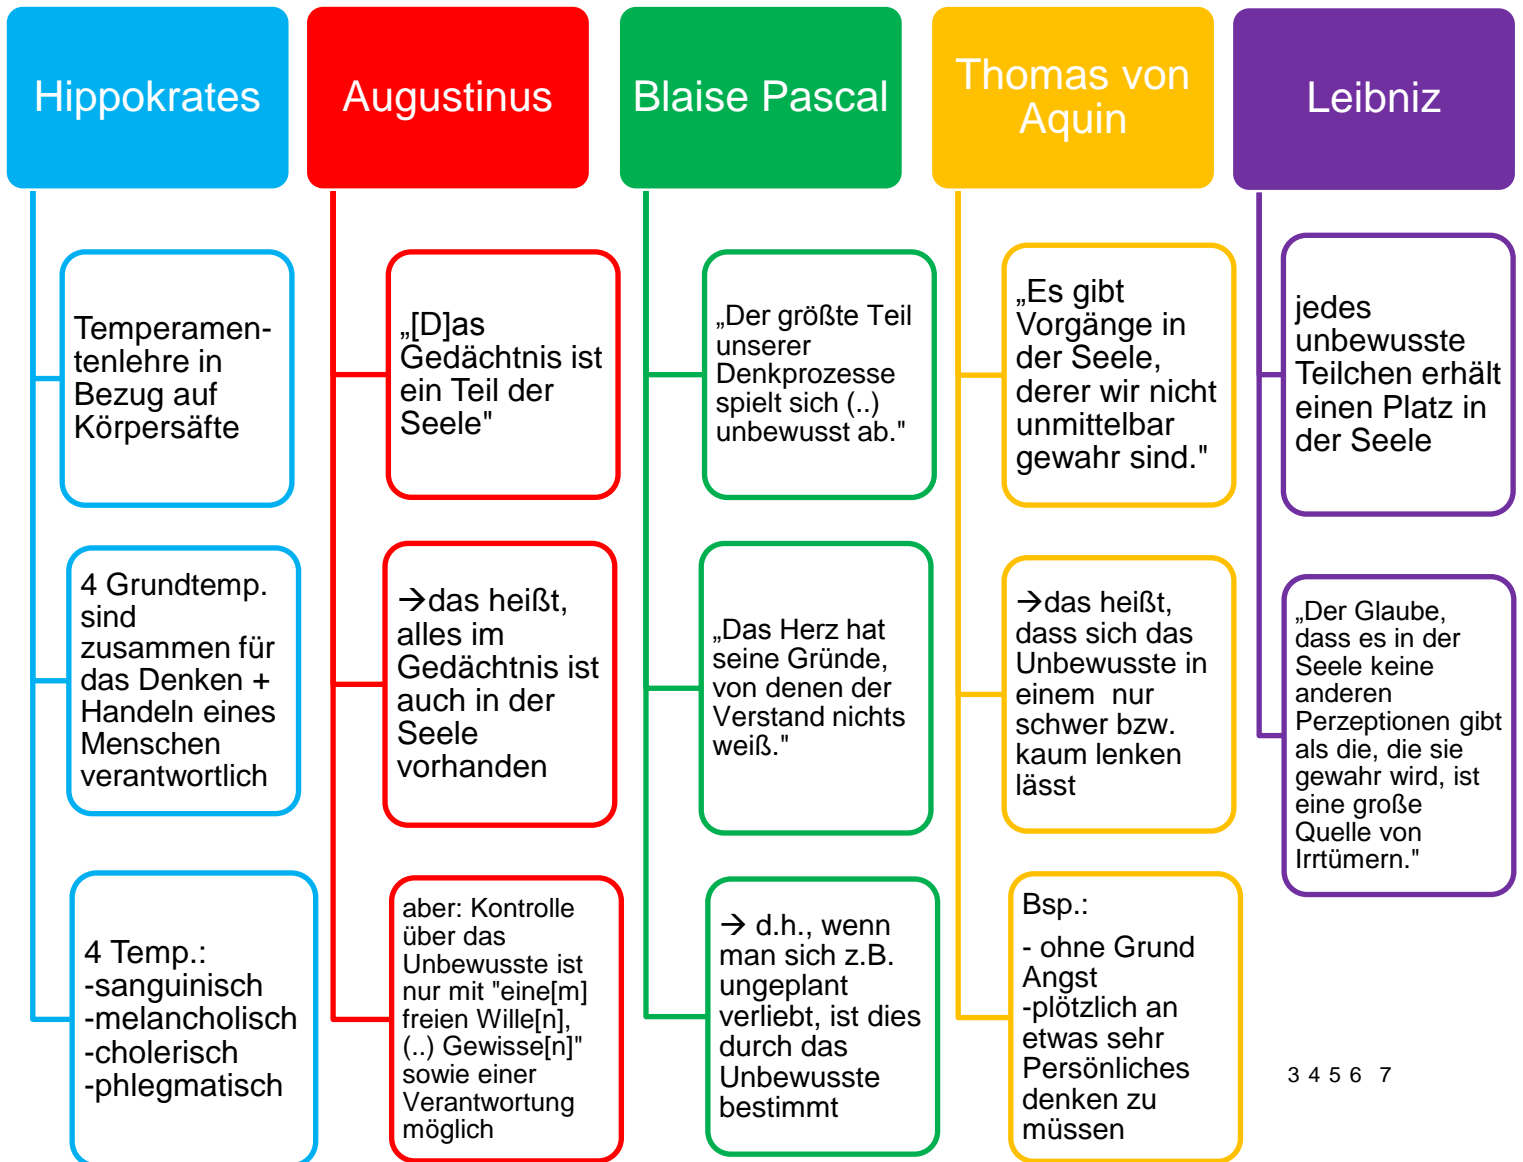 Hippokrates
Temperamen-
tenlehre in
Bezug auf
Körpersäfte
4 Grundtemp.
sind
zusammen für
das Denken +
Handeln eines
Menschen
verantwortlich
4 Temp.:
-sanguinisch
-melancholisch
-cholerisch
-phlegmatisch
Augustinus
„[D]as
Gedächtnis ist
ein Teil der
Seele"
→das heißt,
alles im
Gedächtnis ist
auch in der
Seele
vorhanden
aber: Kontrolle
über das
Unbewusste ist
nur mit "eine[m]
freien Wille[n],
(..) Gewisse[n]"
sowie einer
Verantwortung
möglich
Blaise Pascal
„Der größte Teil
unserer
Denkprozesse
spielt sich (..)
unbewusst ab."
„Das Herz hat
seine Gründe,
von denen der
Verstand nichts
weiß."
→ d.h., wenn
man sich z.B.
ungeplant
verliebt, ist dies
durch das
Unbewusste
bestimmt
Thomas von
Aquin
„Es gibt
Vorgänge in
der Seele,
derer wir nicht
unmittelbar
gewahr sind."
→das heißt,
dass sich das
Unbewusste in
einem nur
schwer bzw.
kaum lenken
lässt
Bsp.:
- ohne Grund
Angst
-plötzlich an
etwas sehr
Persönliches
denken zu
müssen
Leibniz
jedes
unbewusste
Teilchen erhält
einen Platz in
der Seele
„Der Glaube,
dass es in der
Seele keine
anderen
Perzeptionen gibt
als die, die sie
gewahr wird, ist
eine große
Quelle von
Irrtümern."
3 4 5 6 7